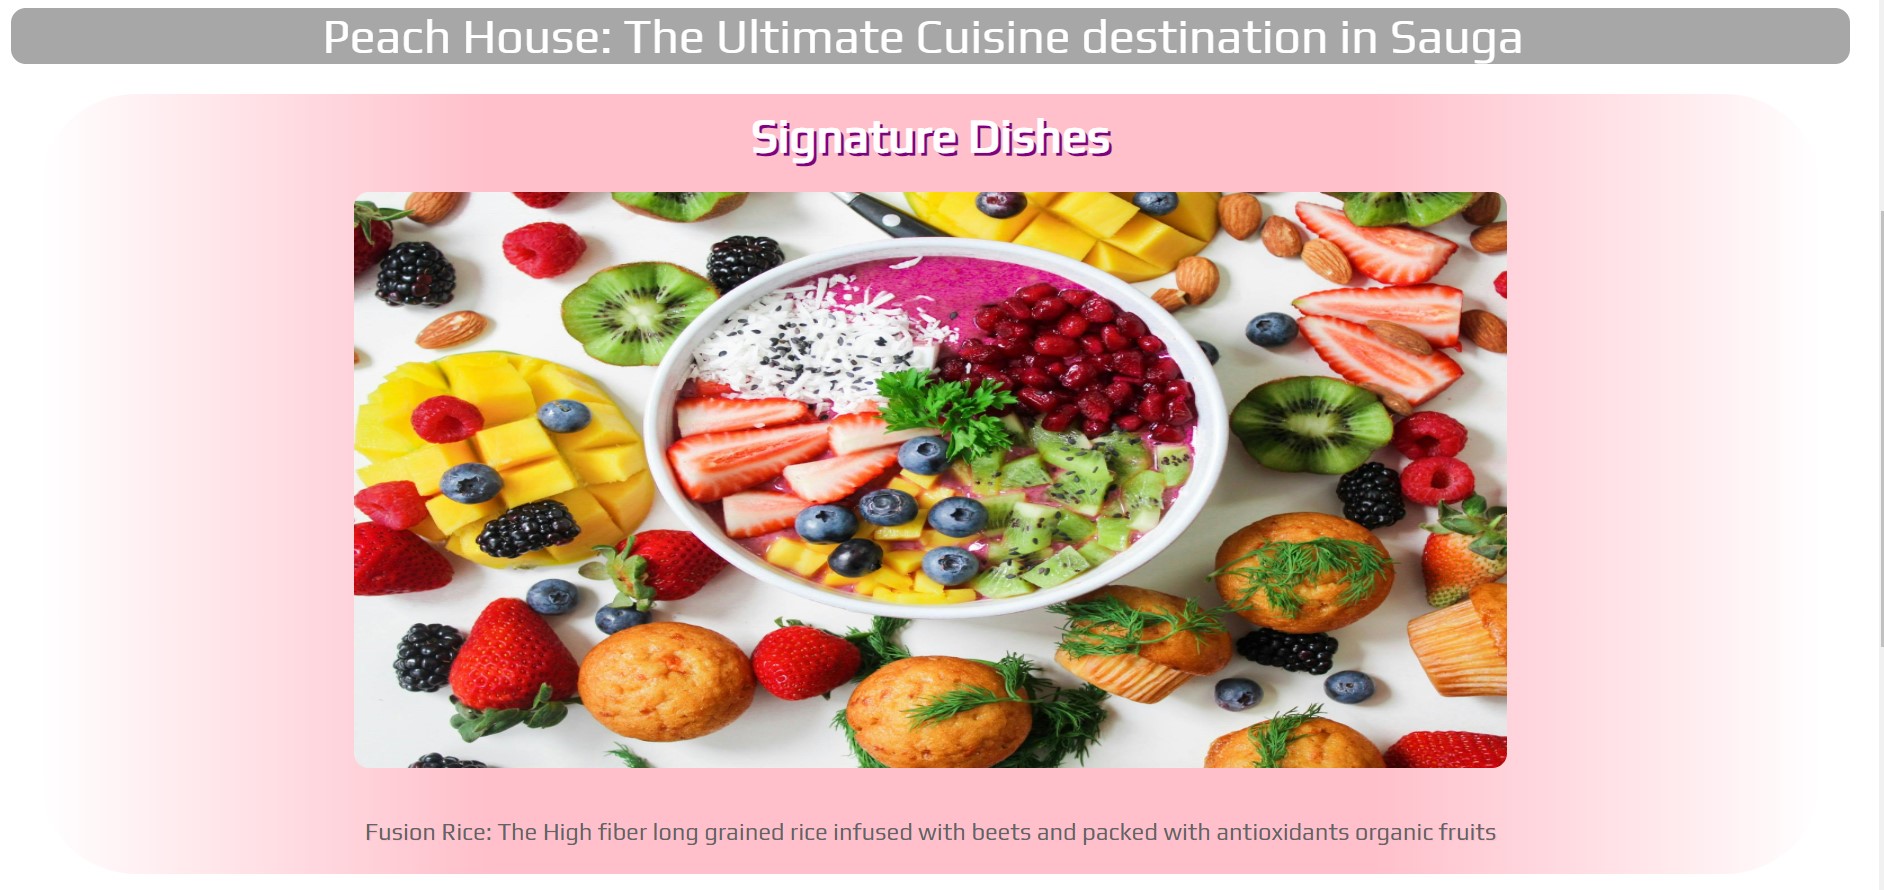 Peach House: The Ultimate Cuisine destination in Sauga
Signature Dishes
Fusion Rice: The High fiber long grained rice infused with beets and packed with antioxidants organic fruits